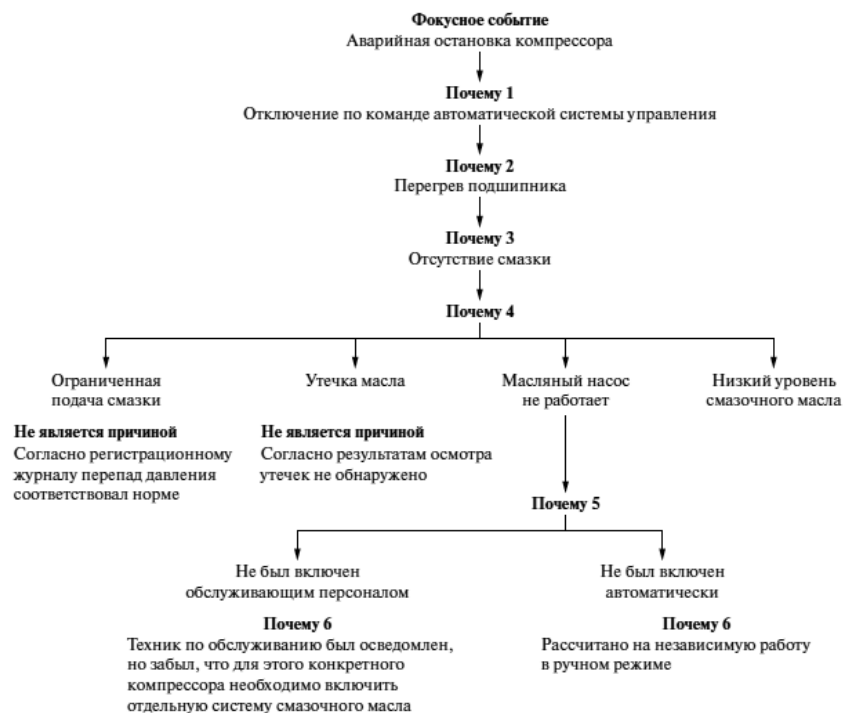 Фокусное событие
Аварийная остановка компрессора
Почему 1
Отключение по команде автоматической системы управления
Почему 2
Перегрев подшипника
Почему 3
Отсутствие смазки
Почему 4
Ограниченная
подача смазки
Не является причиной
Согласно регистрационному
журналу перепад давления
соответствовал норме
Утечка масла
Не является причиной
Согласно результатам осмотра
утечек не обнаружено
Масляный насос
не работает
Низкий уровень
смазочного масла
Почему 5
Не был включен
обслуживающим персоналом
Почему 6
Техник по обслуживанию был осведомлен,
но забыл, что для этого конкретного
компрессора необходимо включить
отдельную систему смазочного масла
Не был включен
автоматически
Почему 6
Рассчитано на независимую работу
в ручном режиме